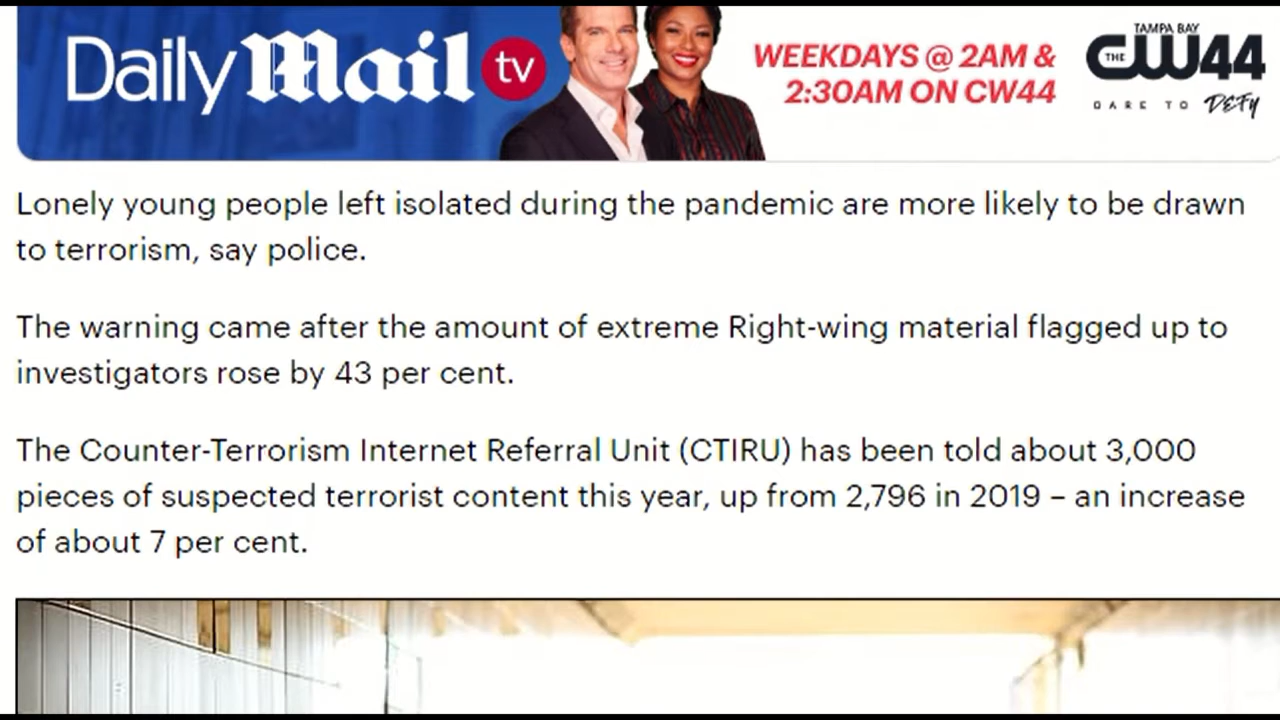 Daily Mail tv
WEEKDAYS @ 2AM &
2:30AM ON CW44
TAMPA BAY
THE CW44
DARE TO DEFY
Lonely young people left isolated during the pandemic are more likely to be drawn
to terrorism, say police.
The warning came after the amount of extreme Right-wing material flagged up to
investigators rose by 43 per cent.
The Counter-Terrorism Internet Referral Unit (CTIRU) has been told about 3,000
pieces of suspected terrorist content this year, up from 2,796 in 2019 – an increase
of about 7 per cent.